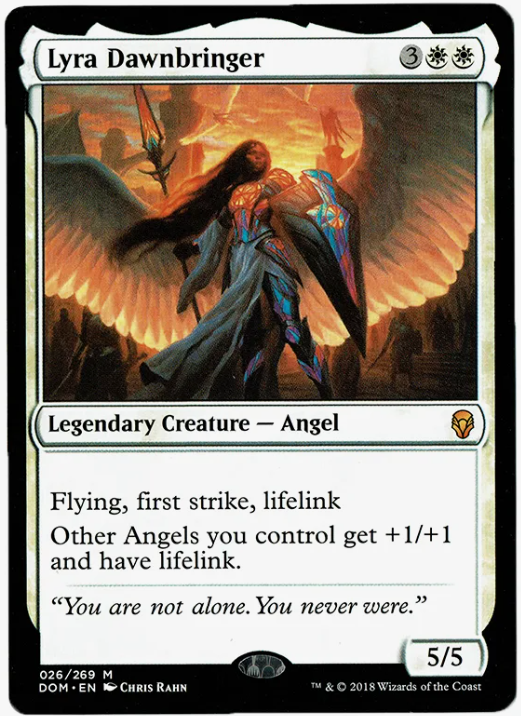 Lyra Dawnbringer 3
Legendary Creature — Angel
Flying, first strike, lifelink
Other Angels you control get +1/+1
and have lifelink.
“You are not alone. You never were.”
5/5
026/269 M
DOM • EN Chris Rahn
™ & © 2018 Wizards of the Coast